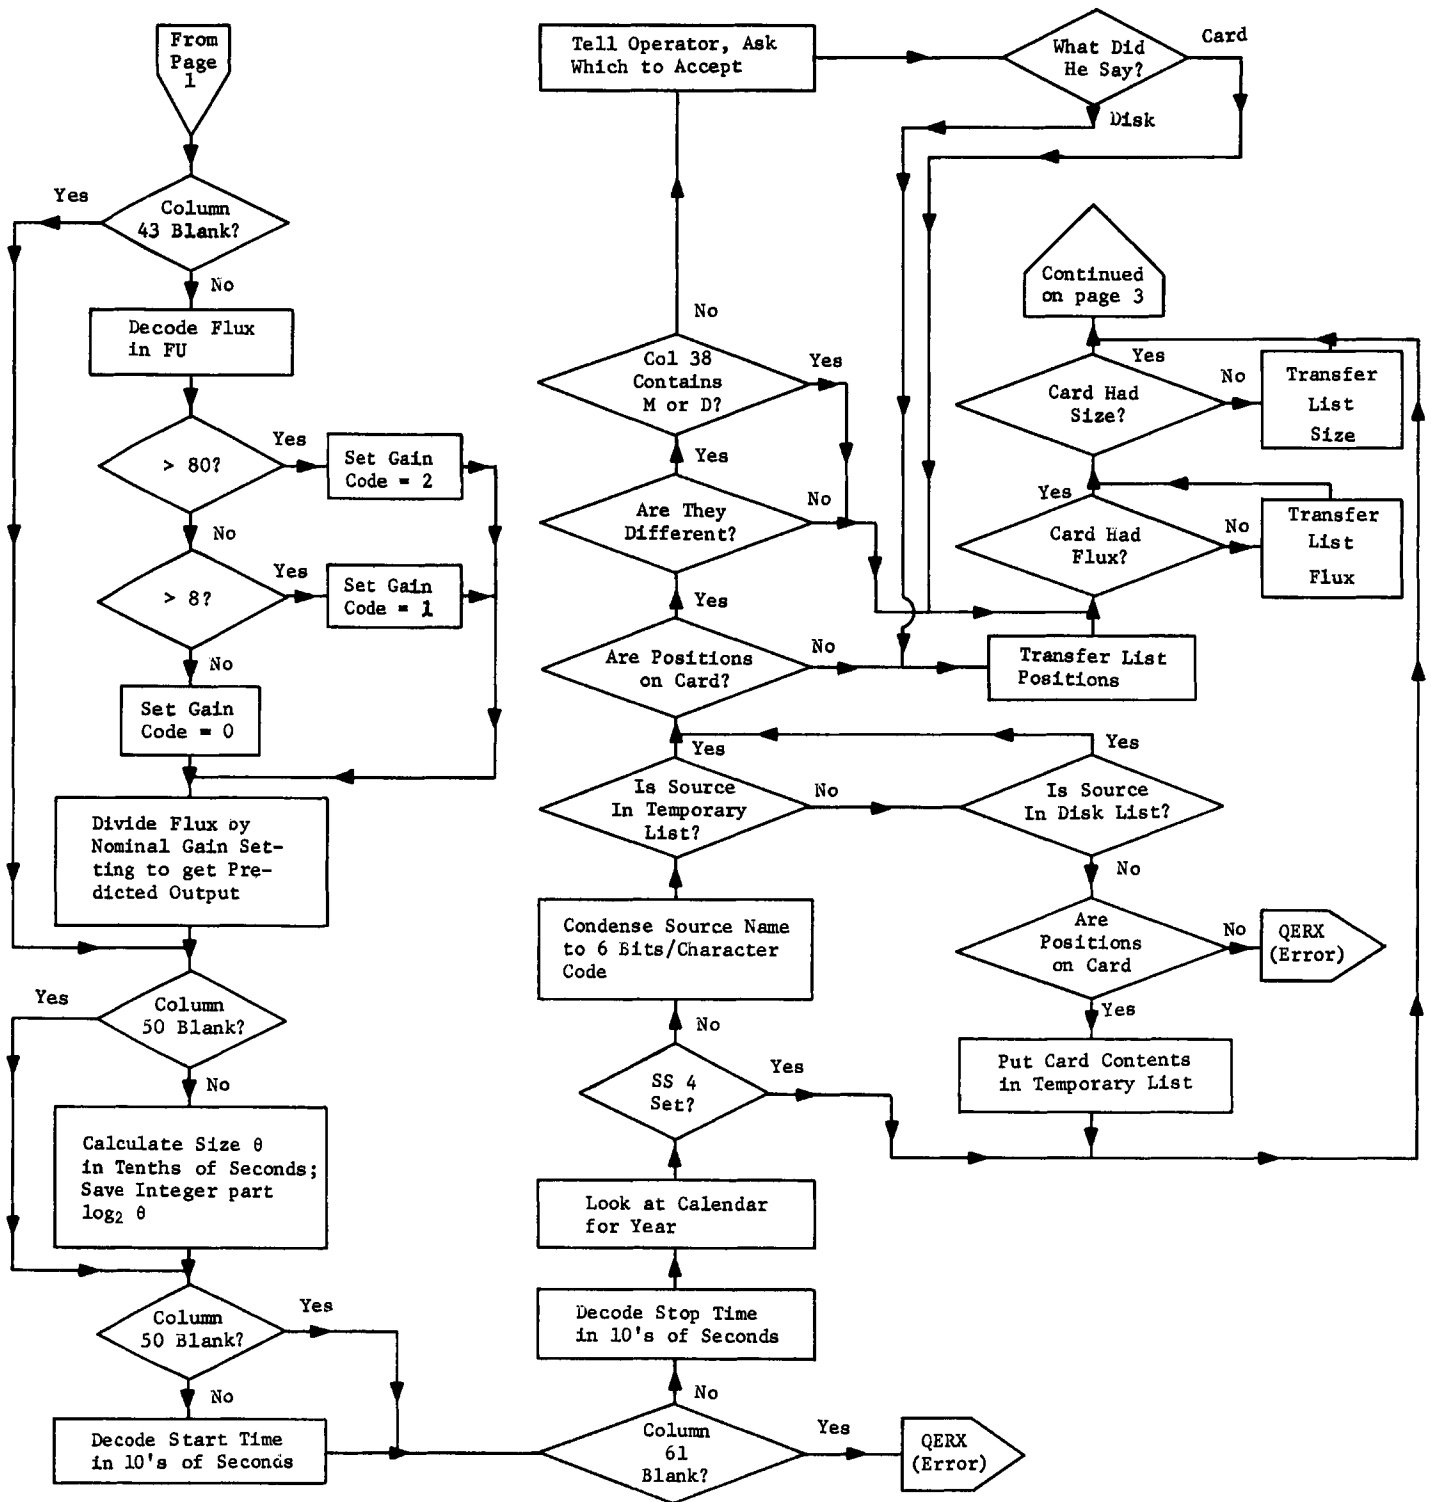 From
Page
1
Yes
Column
43 Blank?
No
Decode Flux
in FU
> 80?
Yes
Set Gain
Code = 2
No
> 8?
Yes
Set Gain
Code = 1
No
Set Gain
Code = 0
Divide Flux by
Nominal Gain Set-
ting to get Pre-
dicted Output
Yes
Column
50 Blank?
No
Calculate Size θ
in Tenths of Seconds;
Save Integer part
log₂ θ
Column
50 Blank?
Yes
No
Decode Start Time
in 10's of Seconds
Column
61
Blank?
Yes
QERX
(Error)
No
Decode Stop Time
in 10's of Seconds
Look at Calendar
for Year
SS 4
Set?
Yes
No
Condense Source Name
to 6 Bits/Character
Code
Is Source
In Temporary
List?
No
Yes
Is Source
In Disk List?
Yes
No
Are
Positions
on Card
No
QERX
(Error)
Yes
Put Card Contents
in Temporary List
Are Positions
on Card?
No
Yes
Transfer List
Positions
Are They
Different?
No
Yes
Col 38
Contains
M or D?
Yes
No
Tell Operator, Ask
Which to Accept
What Did
He Say?
Card
Disk
Card Had
Flux?
No
Transfer
List
Flux
Yes
Card Had
Size?
No
Transfer
List
Size
Yes
Continued
on page 3